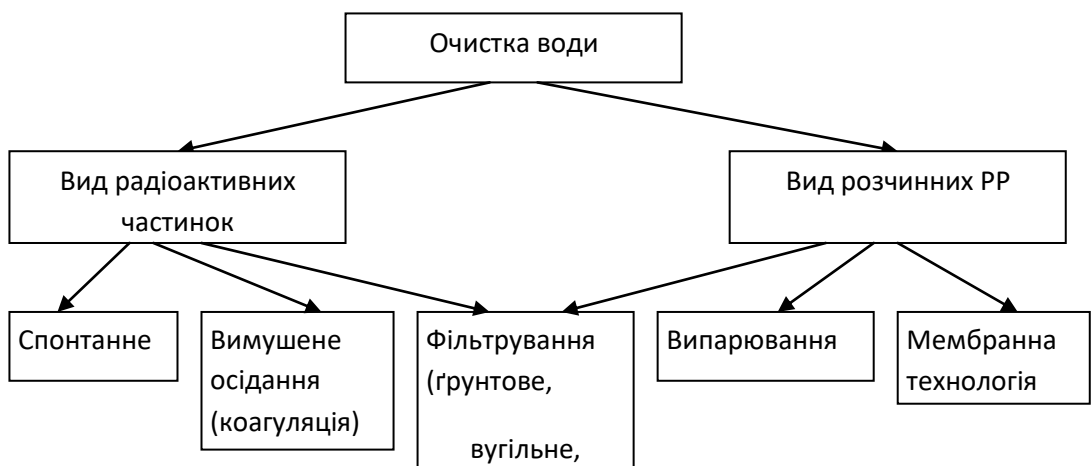 Очистка води
Вид радіоактивних
частинок
Вид розчинних РР
Спонтанне
Вимушене
осідання
(коагуляція)
Фільтрування
(ґрунтове,
вугільне,
Випарювання
Мембранна
технологія